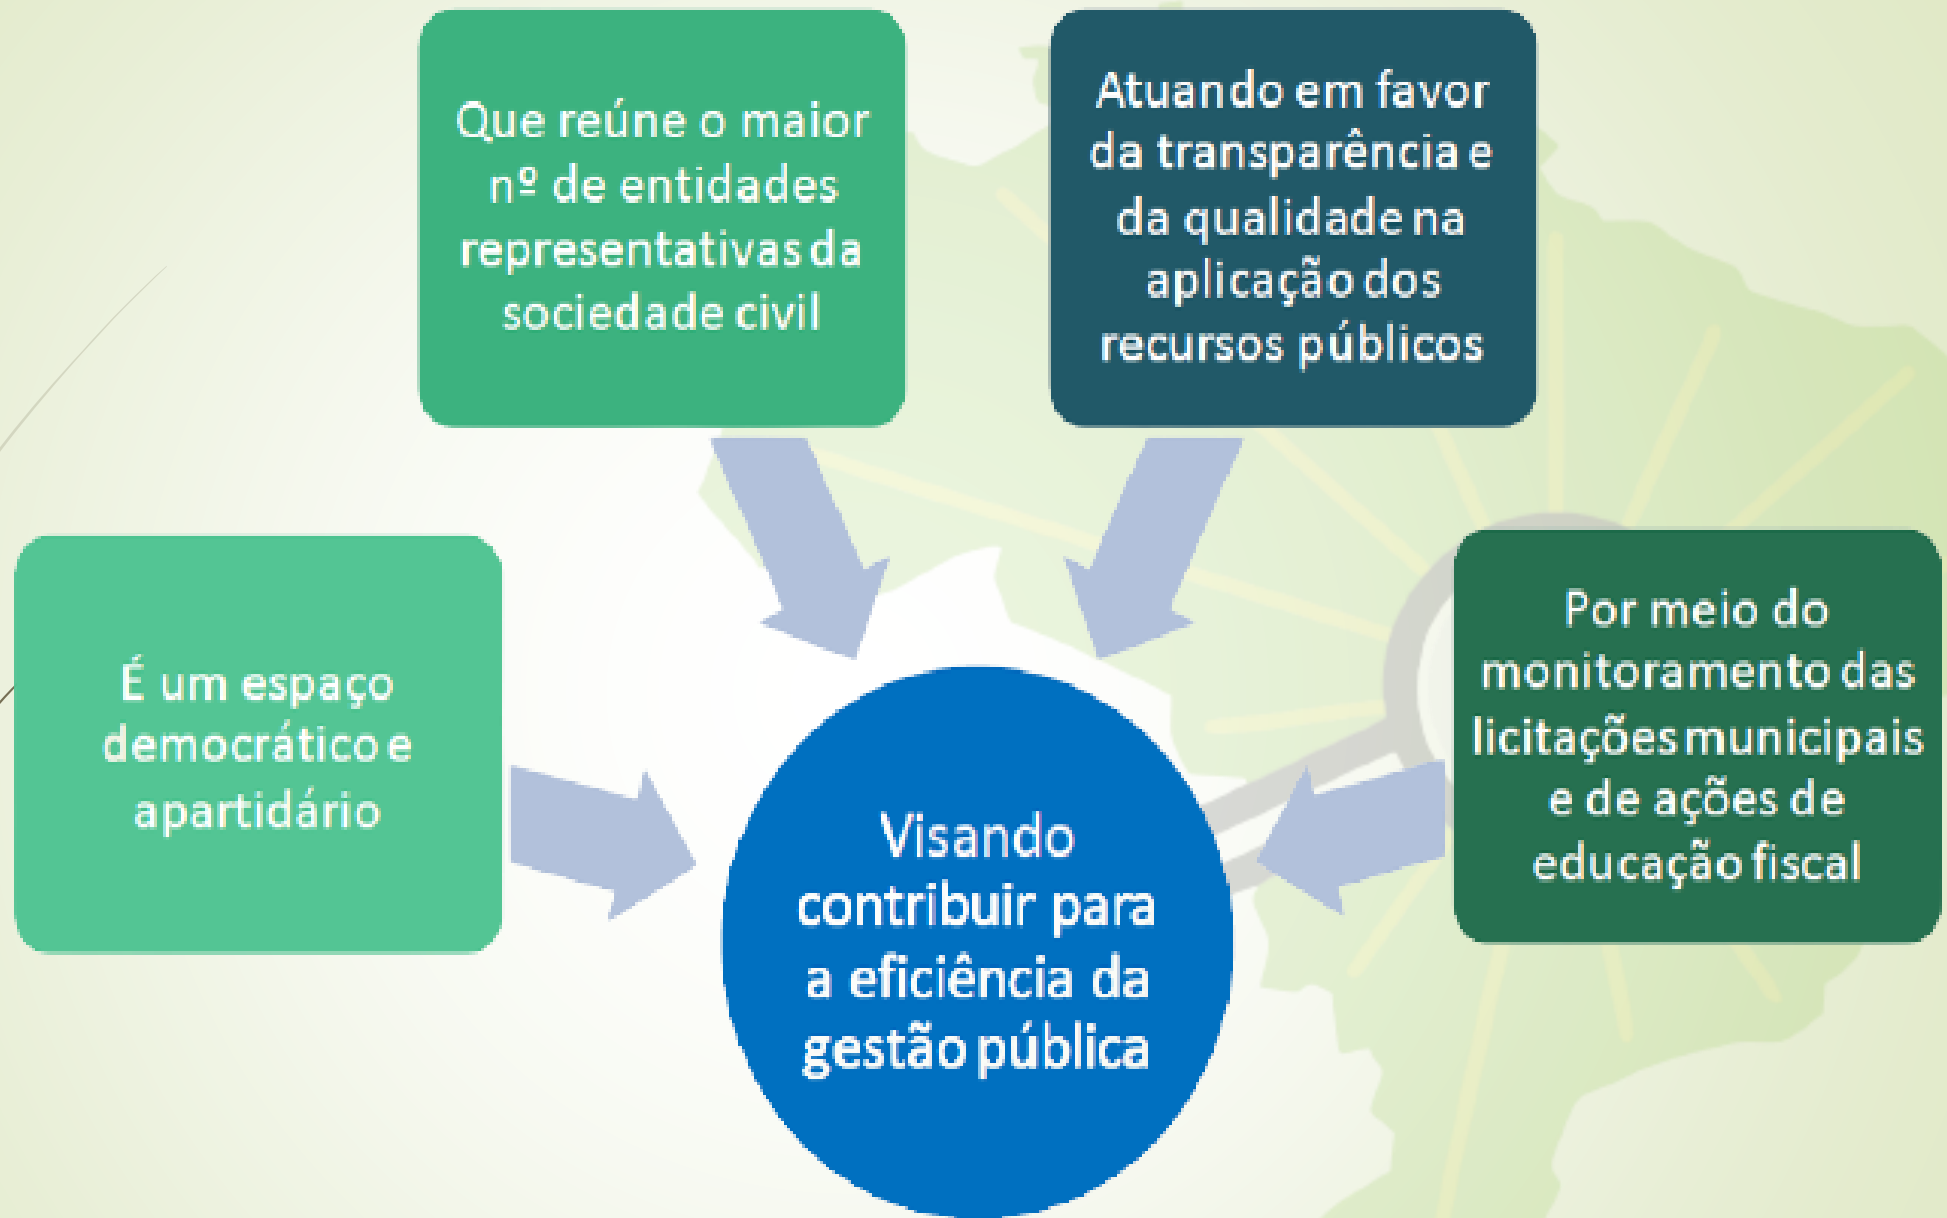 É um espaço
democrático e
apartidário
Que reúne o maior
nº de entidades
representativas da
sociedade civil
Atuando em favor
da transparência e
da qualidade na
aplicação dos
recursos públicos
Por meio do
monitoramento das
licitações municipais
e de ações de
educação fiscal
Visando
contribuir para
a eficiência da
gestão pública